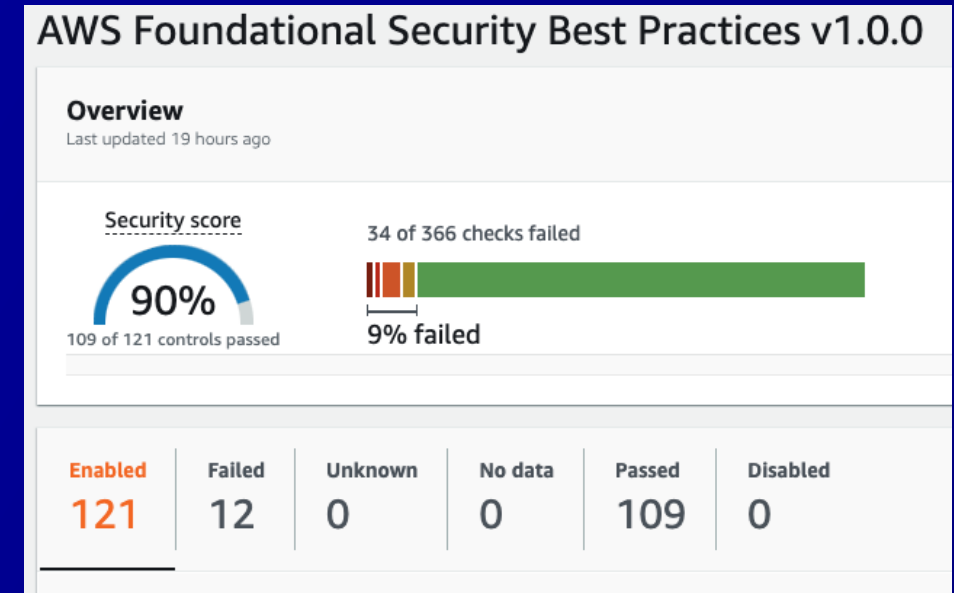 AWS Foundational Security Best Practices v1.0.0
Overview
Last updated 19 hours ago
Security score
90%
109 of 121 controls passed
34 of 366 checks failed
9% failed
Enabled
121
Failed
12
Unknown
0
No data
0
Passed
109
Disabled
0